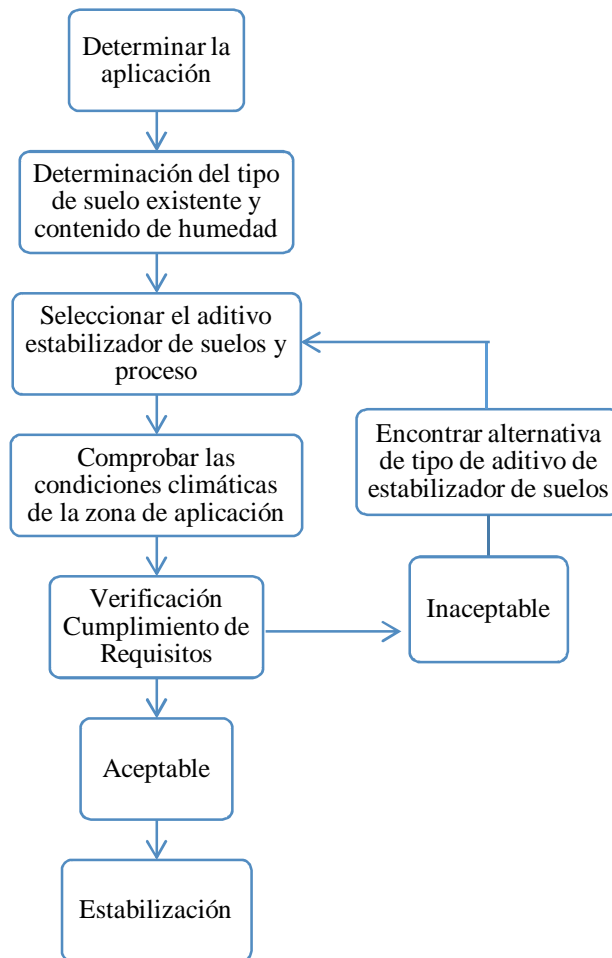 Determinar la
aplicación
Determinación del tipo
de suelo existente y
contenido de humedad
Seleccionar el aditivo
estabilizador de suelos y
proceso
Comprobar las
condiciones climáticas
de la zona de aplicación
Encontrar alternativa
de tipo de aditivo de
estabilizador de suelos
Verificación
Cumplimiento de
Requisitos
Inaceptable
Aceptable
Estabilización